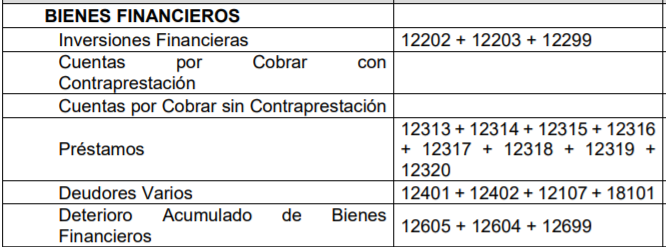 BIENES FINANCIEROS
Inversiones Financieras 12202 + 12203 + 12299
Cuentas por Cobrar con
Contraprestación
Cuentas por Cobrar sin Contraprestación
Préstamos
12313 + 12314 + 12315 + 12316
+ 12317 + 12318 + 12319 +
12320
Deudores Varios 12401 + 12402 + 12107 + 18101
Deterioro Acumulado de Bienes
Financieros
12605 + 12604 + 12699